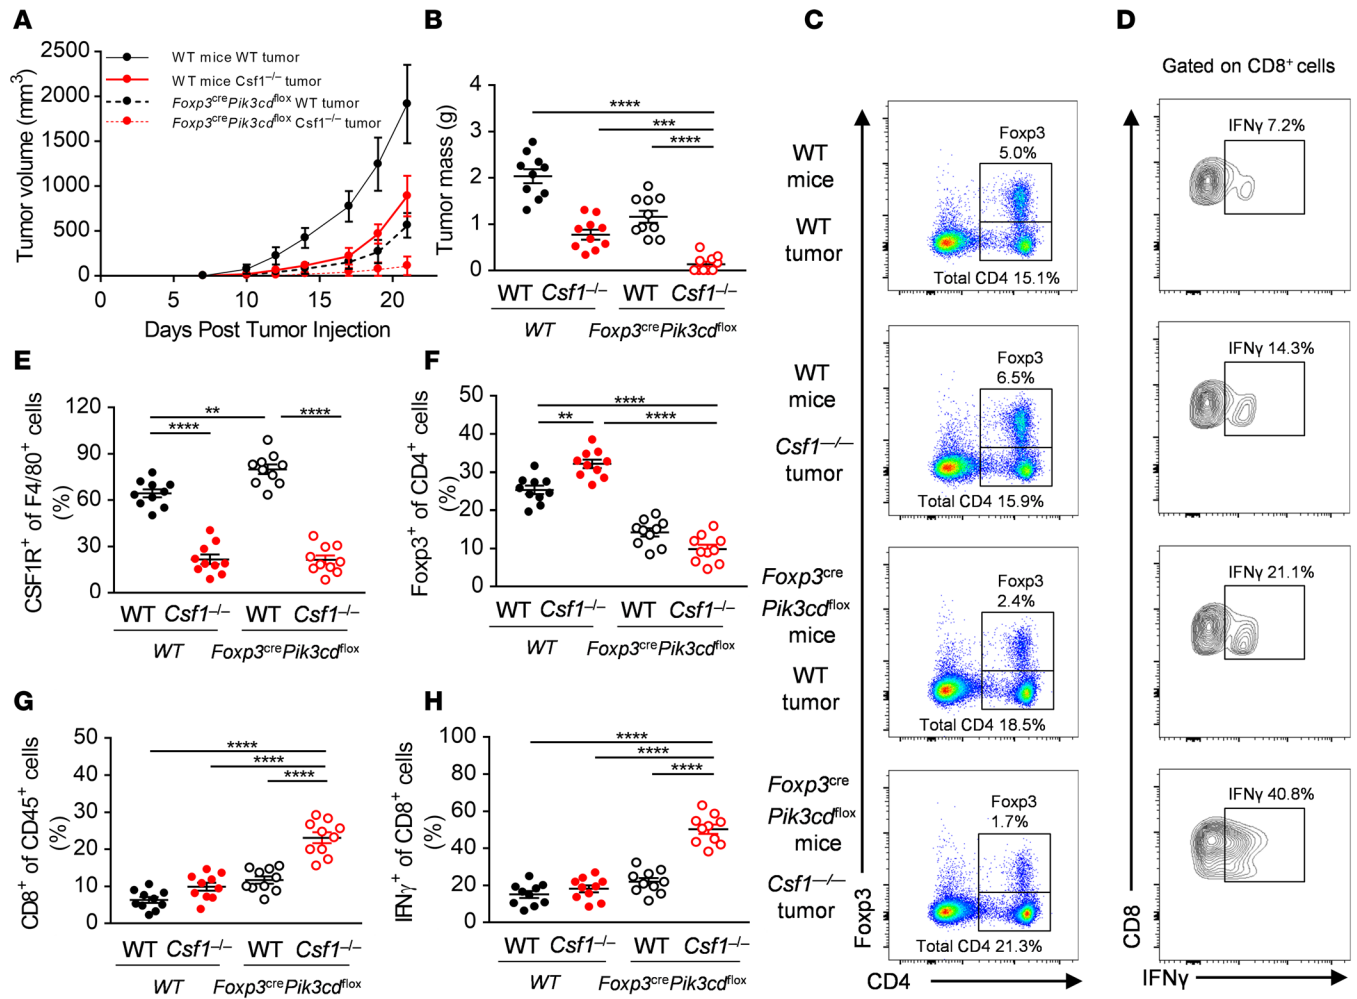 A
2500
2000
1500
1000
500
0
0 5 10 15 20
Tumor volume (mm3)
Days Post Tumor Injection
WT mice WT tumor
WT mice Csf1–/– tumor
Foxp3crePik3cdflox WT tumor
Foxp3crePik3cdflox Csf1–/– tumor
B
4
3
2
1
0
Tumor mass (g)
****
***
****
WT Csf1–/– WT Csf1–/–
WT Foxp3crePik3cdflox
C
WT
mice
WT
tumor
Foxp3
5.0%
Total CD4 15.1%
WT
mice
Csf1–/–
tumor
Foxp3
6.5%
Total CD4 15.9%
Foxp3cre
Pik3cdflox
mice
WT
tumor
Foxp3
2.4%
Total CD4 18.5%
Foxp3cre
Pik3cdflox
mice
Csf1–/–
tumor
Foxp3
1.7%
Total CD4 21.3%
Foxp3
CD4
D
Gated on CD8+ cells
IFNγ 7.2%
IFNγ 14.3%
IFNγ 21.1%
IFNγ 40.8%
CD8
IFNγ
E
120
90
60
30
0
CSF1R+ of F4/80+ cells
(%)
** ****
****
WT Csf1–/– WT Csf1–/–
WT Foxp3crePik3cdflox
F
50
40
30
20
10
0
Foxp3+ of CD4+ cells
(%)
****
** ****
WT Csf1–/– WT Csf1–/–
WT Foxp3crePik3cdflox
G
50
40
30
20
10
0
CD8+ of CD45+ cells
(%)
****
****
****
WT Csf1–/– WT Csf1–/–
WT Foxp3crePik3cdflox
H
100
80
60
40
20
0
IFNγ+ of CD8+ cells
(%)
****
****
****
WT Csf1–/– WT Csf1–/–
WT Foxp3crePik3cdflox